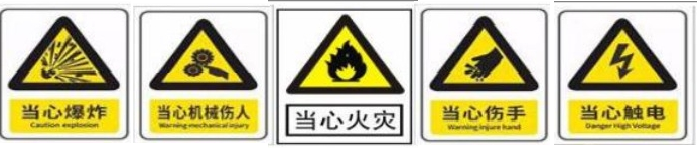 当心爆炸
Caution explosion
当心机械伤人
Warning mechanical injury
当心火灾
当心伤手
Warning injure hand
当心触电
Danger High Voltage